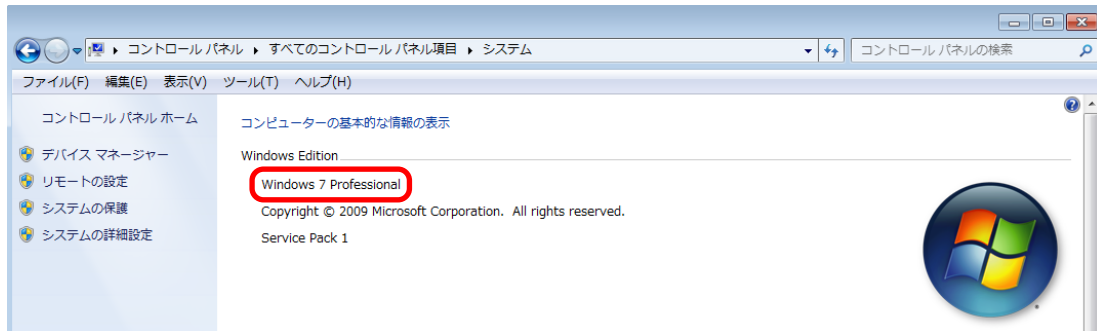 コントロール パネル ▸ すべてのコントロール パネル項目 ▸ システム
コントロール パネルの検索
ファイル(F) 編集(E) 表示(V) ツール(T) ヘルプ(H)
コントロール パネル ホーム
デバイス マネージャー
リモートの設定
システムの保護
システムの詳細設定
コンピューターの基本的な情報の表示
Windows Edition
Windows 7 Professional
Copyright © 2009 Microsoft Corporation. All rights reserved.
Service Pack 1